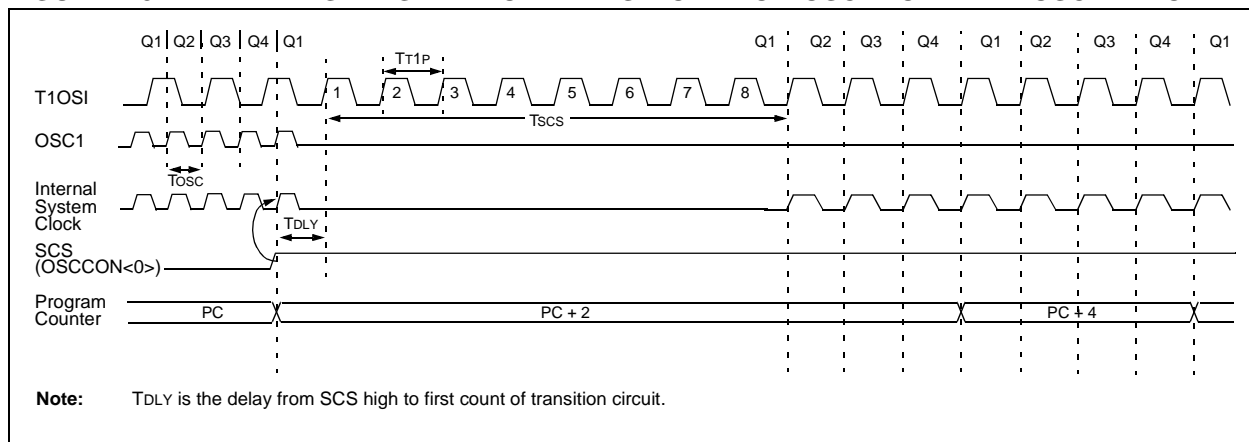 Q1 Q2 Q3 Q4 Q1 Q1 Q2 Q3 Q4 Q1 Q2 Q3 Q4 Q1
TT1P
T1OSI 1 2 3 4 5 6 7 8
TSCS
OSC1
TOSC
Internal
System
Clock
TDLY
SCS
(OSCCON<0>)
Program
Counter
PC PC + 2 PC + 4
Note: TDLY is the delay from SCS high to first count of transition circuit.